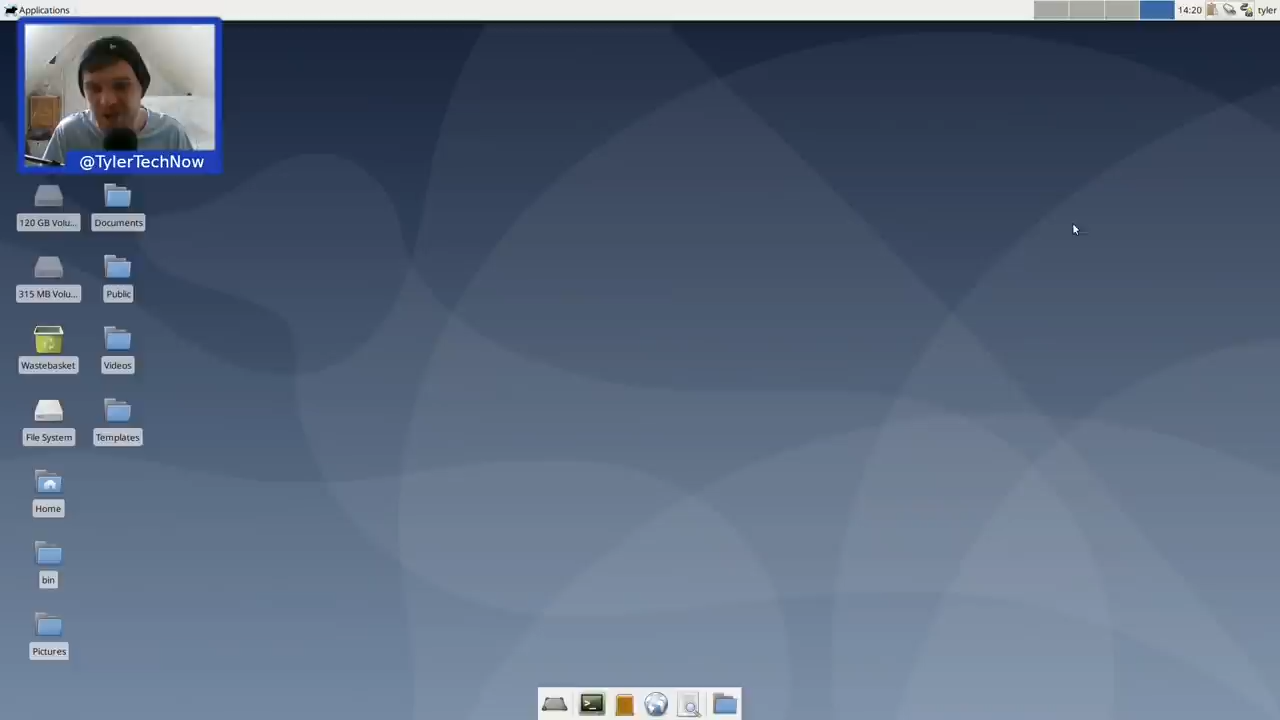 Applications
14:20
tyler
@TylerTechNow
120 GB Volu...
Documents
315 MB Volu...
Public
Wastebasket
Videos
File System
Templates
Home
bin
Pictures